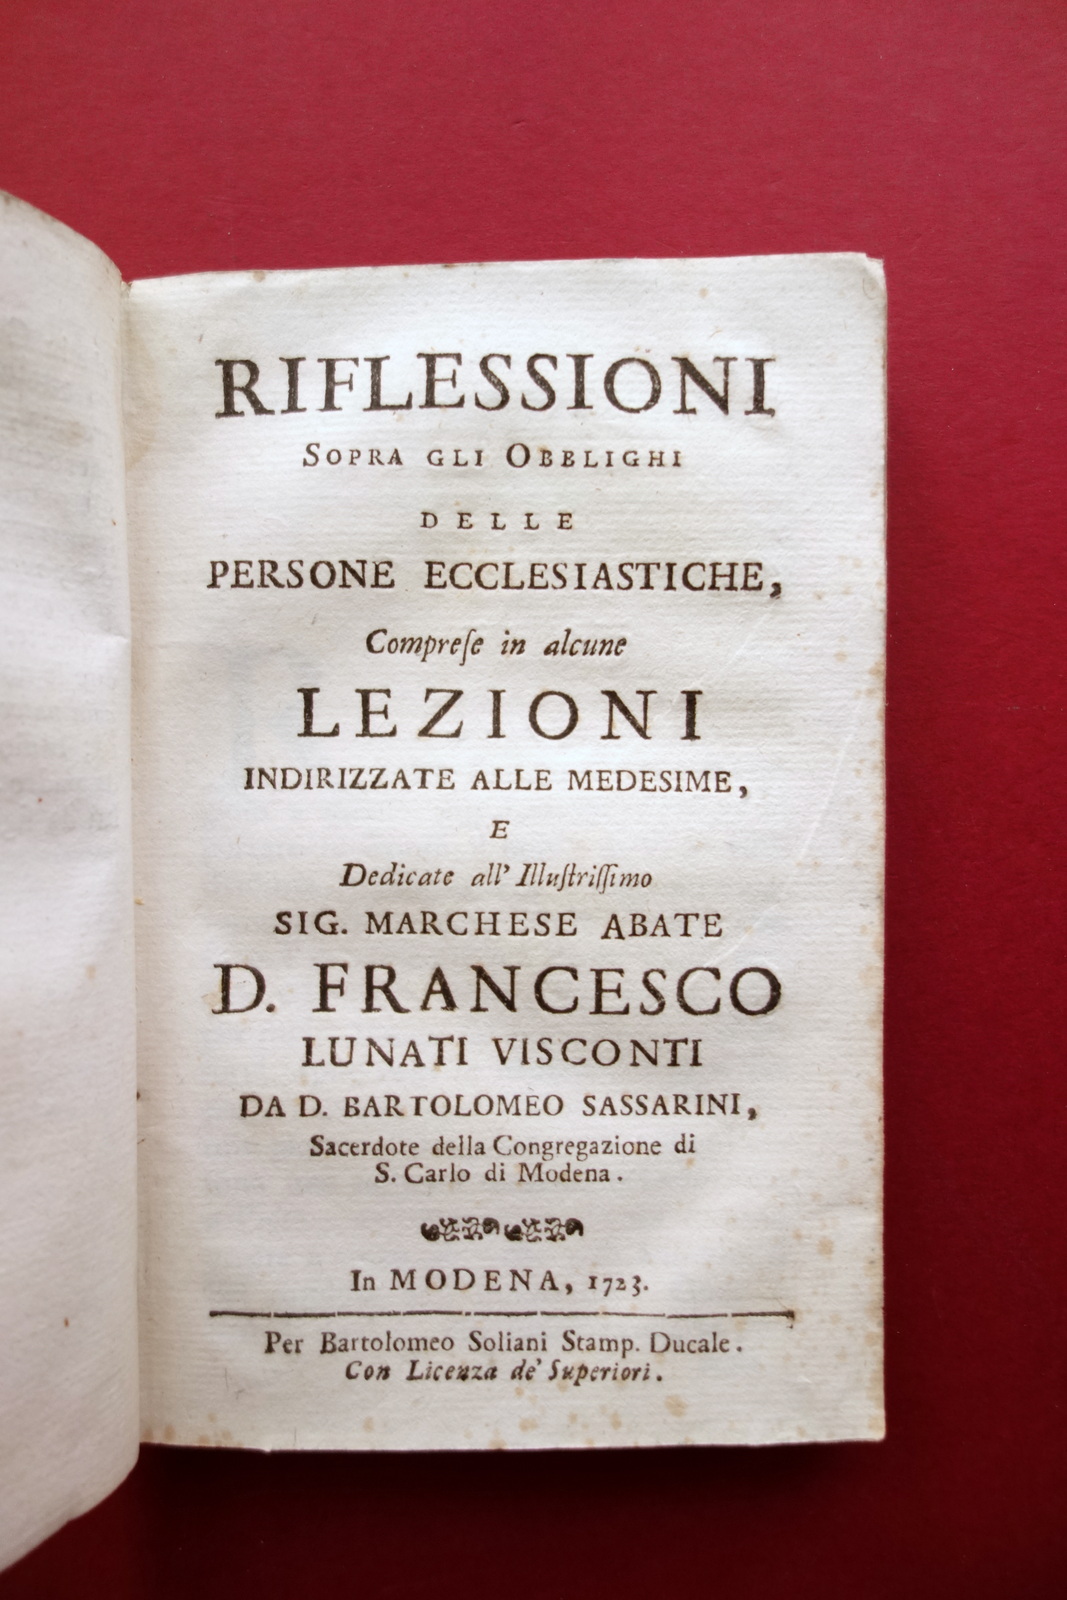 RIFLESSIONI
SOPRA GLI OBBLIGHI
DELLE
PERSONE ECCLESIASTICHE,
Compreſe in alcune
LEZIONI
INDIRIZZATE ALLE MEDESIME,
E
Dedicate all' Illuſtriſſimo
SIG. MARCHESE ABATE
D. FRANCESCO
LUNATI VISCONTI
DA D. BARTOLOMEO SASSARINI,
Sacerdote della Congregazione di
S. Carlo di Modena.
In MODENA, 1723.
Per Bartolomeo Soliani Stamp. Ducale.
Con Licenza de' Superiori.